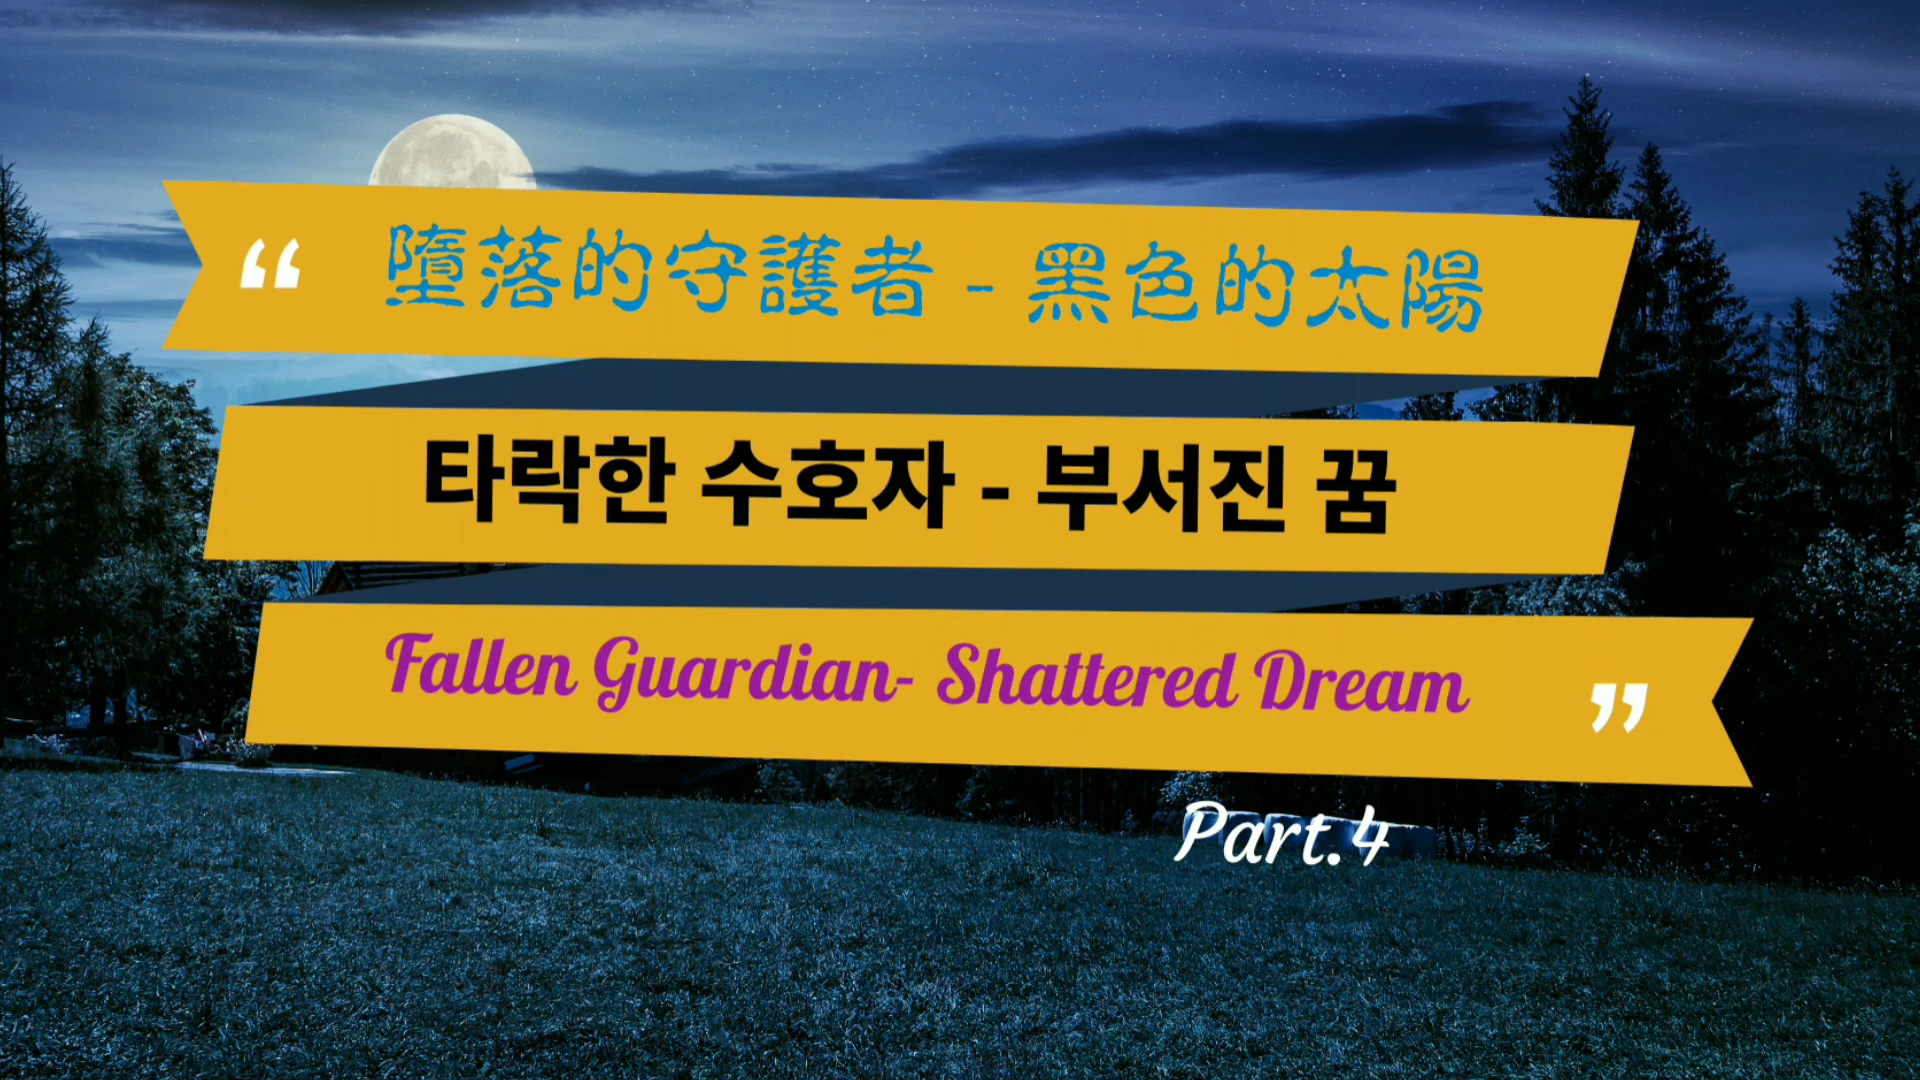 “ 墮落的守護者 - 黑色的太陽
타락한 수호자 - 부서진 꿈
Fallen Guardian- Shattered Dream ”
Part.4